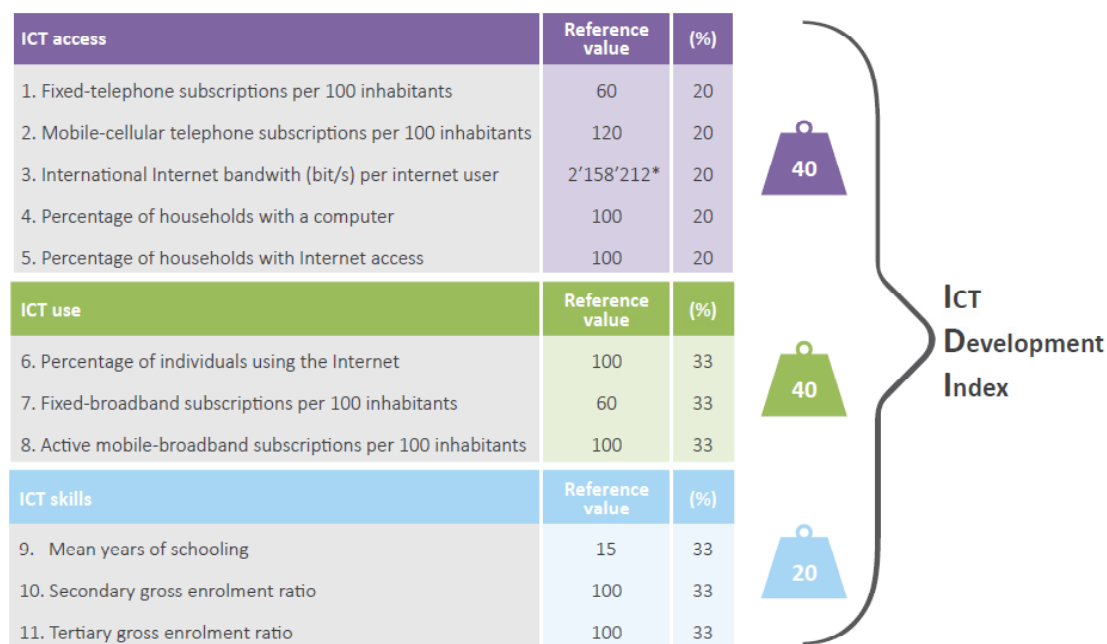 ICT access Reference value (%)
1. Fixed-telephone subscriptions per 100 inhabitants 60 20
2. Mobile-cellular telephone subscriptions per 100 inhabitants 120 20
3. International Internet bandwith (bit/s) per internet user 2'158'212* 20
4. Percentage of households with a computer 100 20
5. Percentage of households with Internet access 100 20
40
ICT use Reference value (%)
6. Percentage of individuals using the Internet 100 33
7. Fixed-broadband subscriptions per 100 inhabitants 60 33
8. Active mobile-broadband subscriptions per 100 inhabitants 100 33
40
ICT skills Reference value (%)
9. Mean years of schooling 15 33
10. Secondary gross enrolment ratio 100 33
11. Tertiary gross enrolment ratio 100 33
20
ICT
Development
Index